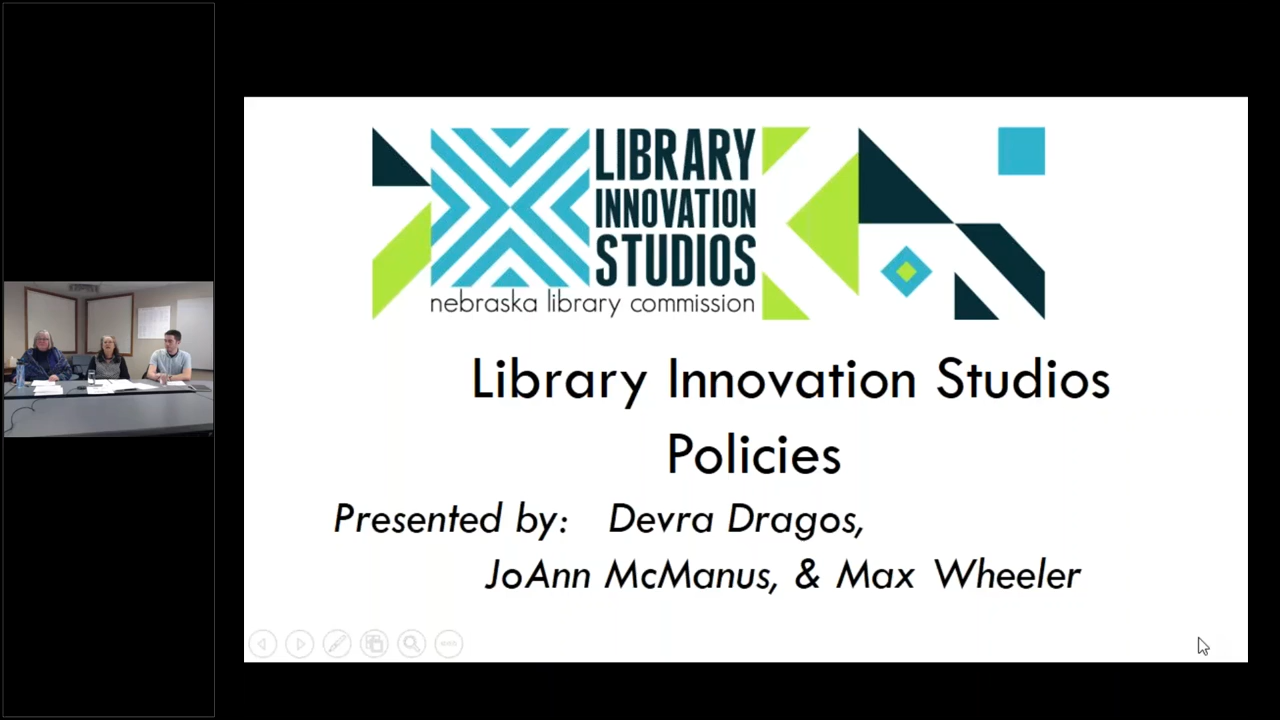 LIBRARY
INNOVATION
STUDIOS
nebraska library commission
Library Innovation Studios
Policies
Presented by: Devra Dragos,
JoAnn McManus, & Max Wheeler